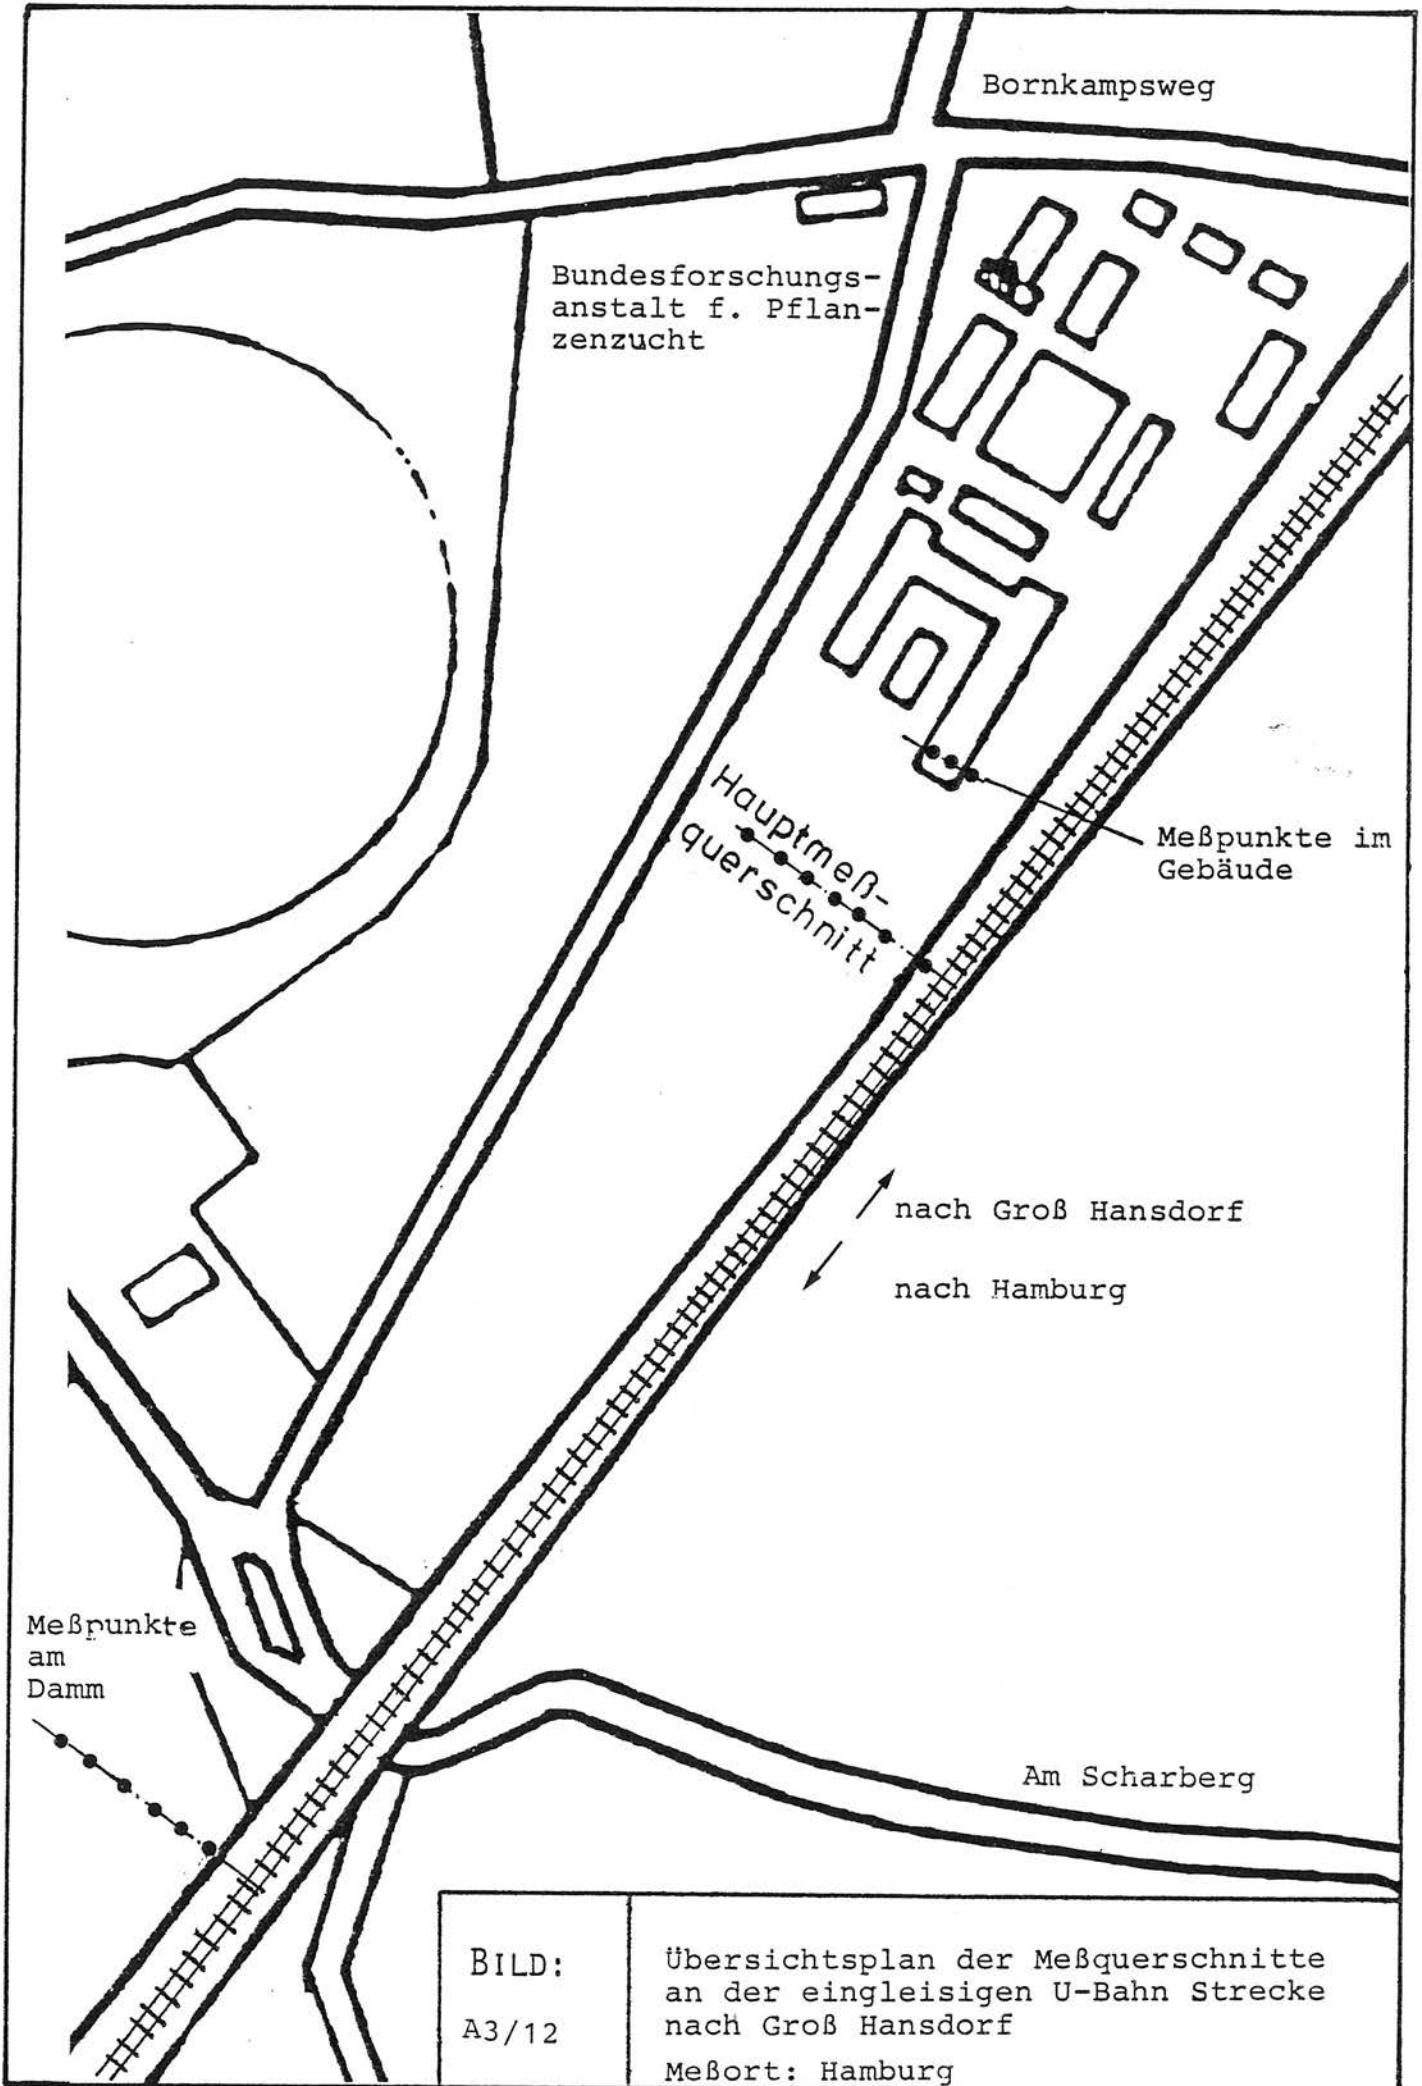 Bornkampsweg
Bundesforschungs-
anstalt f. Pflan-
zenzucht
Hauptmeß-
querschnitt
Meßpunkte im
Gebäude
nach Groß Hansdorf
nach Hamburg
Meßpunkte
am
Damm
Am Scharberg
BILD:
A3/12
Übersichtsplan der Meßquerschnitte
an der eingleisigen U-Bahn Strecke
nach Groß Hansdorf
Meßort: Hamburg